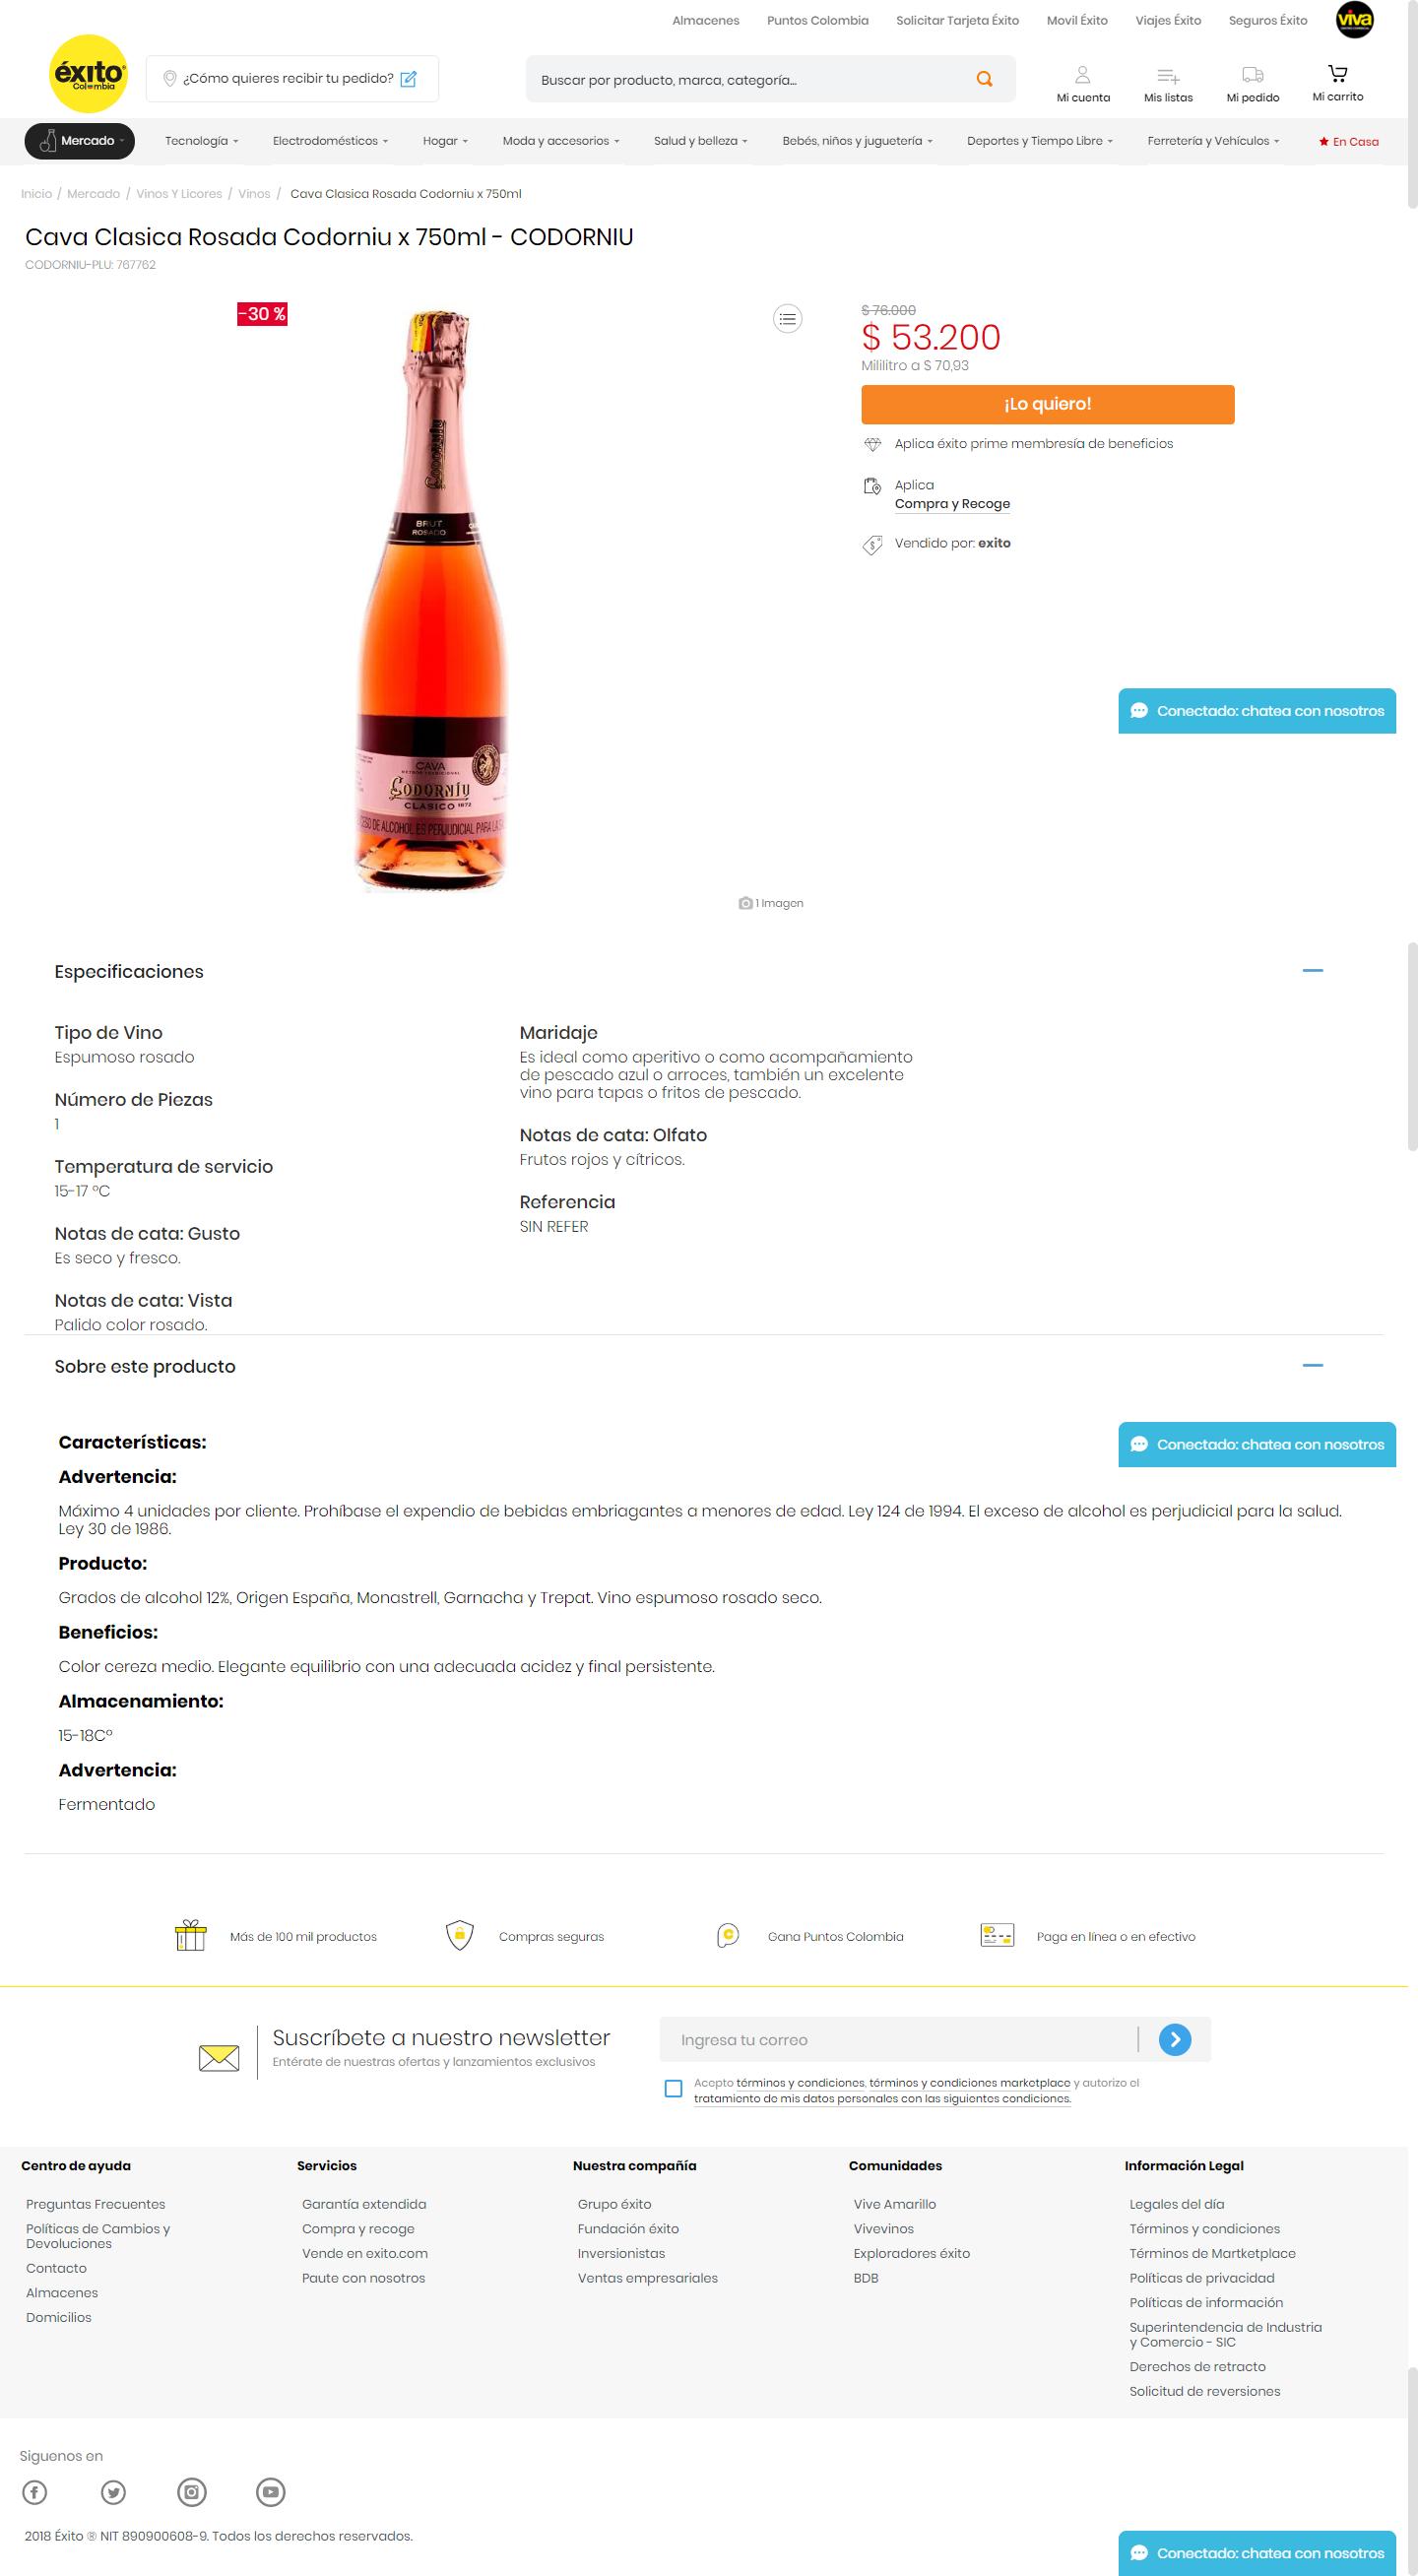 Almacenes Puntos Colombia Solicitar Tarjeta Éxito Movil Éxito Viajes Éxito Seguros Éxito viva
éxito
Colombia
¿Cómo quieres recibir tu pedido?
Buscar por producto, marca, categoría...
Mi cuenta Mis listas Mi pedido Mi carrito
Mercado Tecnología Electrodomésticos Hogar Moda y accesorios Salud y belleza Bebés, niños y juguetería Deportes y Tiempo Libre Ferretería y Vehículos En Casa
Inicio / Mercado / Vinos Y Licores / Vinos / Cava Clasica Rosada Codorniu x 750ml
Cava Clasica Rosada Codorniu x 750ml - CODORNIU
CODORNIU-PLU: 767762
-30 %
Codorníu
BRUT
ROSADO
CAVA
Codorníu
CLASICO 1872
$ 76.000
$ 53.200
Mililitro a $ 70,93
¡Lo quiero!
Aplica éxito prime membresía de beneficios
Aplica
Compra y Recoge
Vendido por: exito
Conectado: chatea con nosotros
1 Imagen
Especificaciones
Tipo de Vino
Espumoso rosado
Número de Piezas
1
Temperatura de servicio
15-17 °C
Notas de cata: Gusto
Es seco y fresco.
Notas de cata: Vista
Palido color rosado.
Maridaje
Es ideal como aperitivo o como acompañamiento
de pescado azul o arroces, también un excelente
vino para tapas o fritos de pescado.
Notas de cata: Olfato
Frutos rojos y cítricos.
Referencia
SIN REFER
Sobre este producto
Conectado: chatea con nosotros
Características:
Advertencia:
Máximo 4 unidades por cliente. Prohíbase el expendio de bebidas embriagantes a menores de edad. Ley 124 de 1994. El exceso de alcohol es perjudicial para la salud.
Ley 30 de 1986.
Producto:
Grados de alcohol 12%, Origen España, Monastrell, Garnacha y Trepat. Vino espumoso rosado seco.
Beneficios:
Color cereza medio. Elegante equilibrio con una adecuada acidez y final persistente.
Almacenamiento:
15-18C°
Advertencia:
Fermentado
Más de 100 mil productos Compras seguras Gana Puntos Colombia Paga en línea o en efectivo
Suscríbete a nuestro newsletter
Entérate de nuestras ofertas y lanzamientos exclusivos
Ingresa tu correo
Acepto términos y condiciones, términos y condiciones marketplace y autorizo el
tratamiento de mis datos personales con las siguientes condiciones.
Centro de ayuda
Preguntas Frecuentes
Políticas de Cambios y
Devoluciones
Contacto
Almacenes
Domicilios
Servicios
Garantía extendida
Compra y recoge
Vende en exito.com
Paute con nosotros
Nuestra compañía
Grupo éxito
Fundación éxito
Inversionistas
Ventas empresariales
Comunidades
Vive Amarillo
Vivevinos
Exploradores éxito
BDB
Información Legal
Legales del día
Términos y condiciones
Términos de Martketplace
Políticas de privacidad
Políticas de información
Superintendencia de Industria
y Comercio - SIC
Derechos de retracto
Solicitud de reversiones
Siguenos en
2018 Éxito ® NIT 890900608-9. Todos los derechos reservados.
Conectado: chatea con nosotros